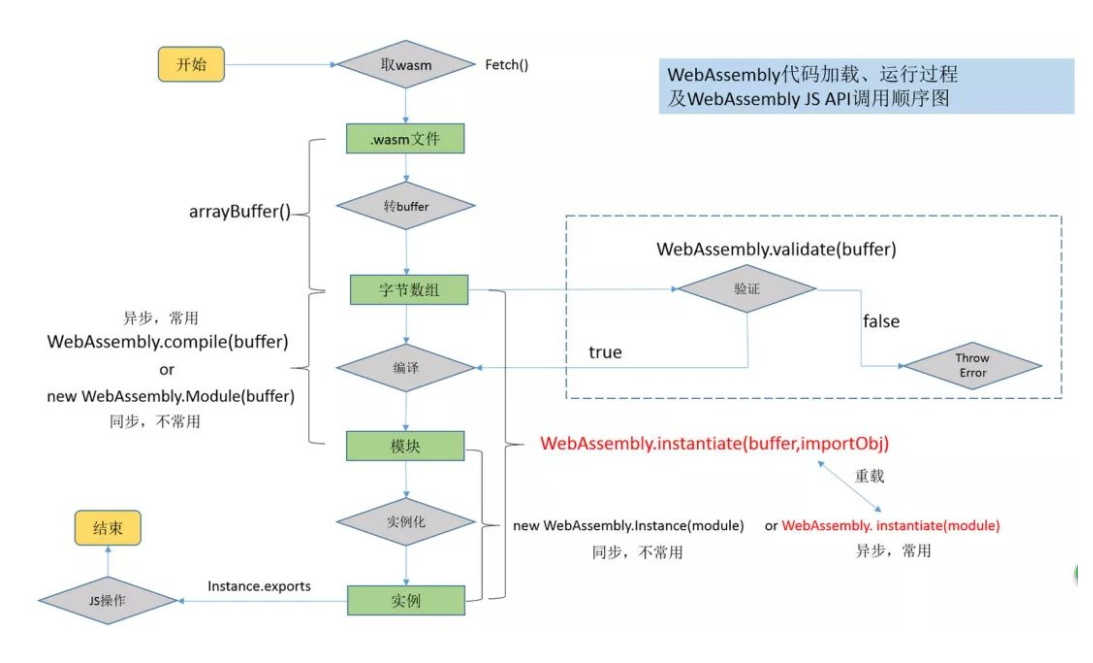 开始
取wasm
Fetch()
WebAssembly代码加载、运行过程
及WebAssembly JS API调用顺序图
.wasm文件
arrayBuffer()
转buffer
字节数组
WebAssembly.validate(buffer)
验证
false
true
Throw
Error
异步，常用
WebAssembly.compile(buffer)
or
new WebAssembly.Module(buffer)
同步，不常用
编译
模块
WebAssembly.instantiate(buffer,importObj)
重载
实例化
new WebAssembly.Instance(module)
同步，不常用
or WebAssembly. instantiate(module)
异步，常用
结束
JS操作
Instance.exports
实例